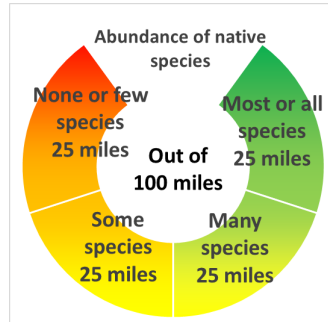 Abundance of native
species
None or few
species
25 miles
Most or all
species
25 miles
Out of
100 miles
Some
species
25 miles
Many
species
25 miles